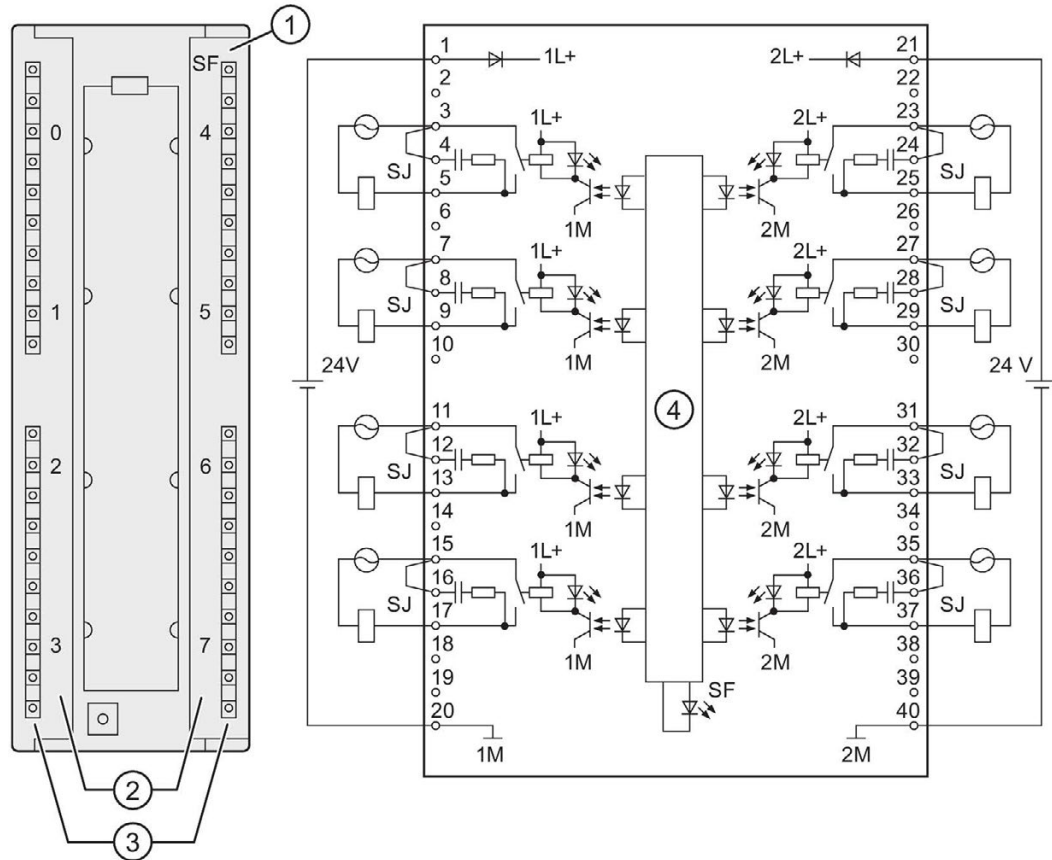 1
SF
0
4
1
5
2
6
3
7
2
3
1
1L+
2L+
21
2
22
3
1L+
2L+
23
4
24
SJ
SJ
5
25
6
1M
2M
26
7
1L+
2L+
27
8
28
SJ
SJ
9
29
10
1M
2M
30
24V
24 V
4
11
1L+
2L+
31
12
32
SJ
SJ
13
33
14
1M
2M
34
15
1L+
2L+
35
16
36
SJ
SJ
17
37
18
1M
2M
38
19
SF
39
20
40
1M
2M